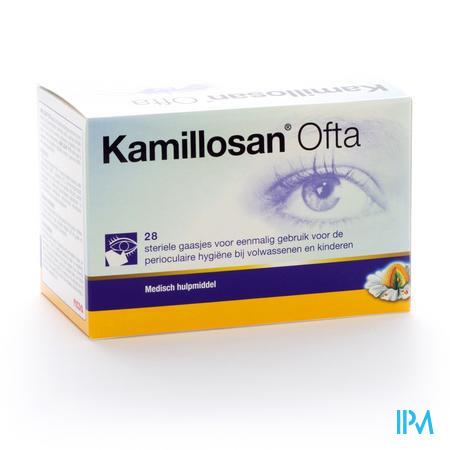 Kamillosan® Ofta
Kamillosan® Ofta
28
steriele gaasjes voor eenmalig gebruik voor de
perioculaire hygiëne bij volwassenen en kinderen
Medisch hulpmiddel
IPM